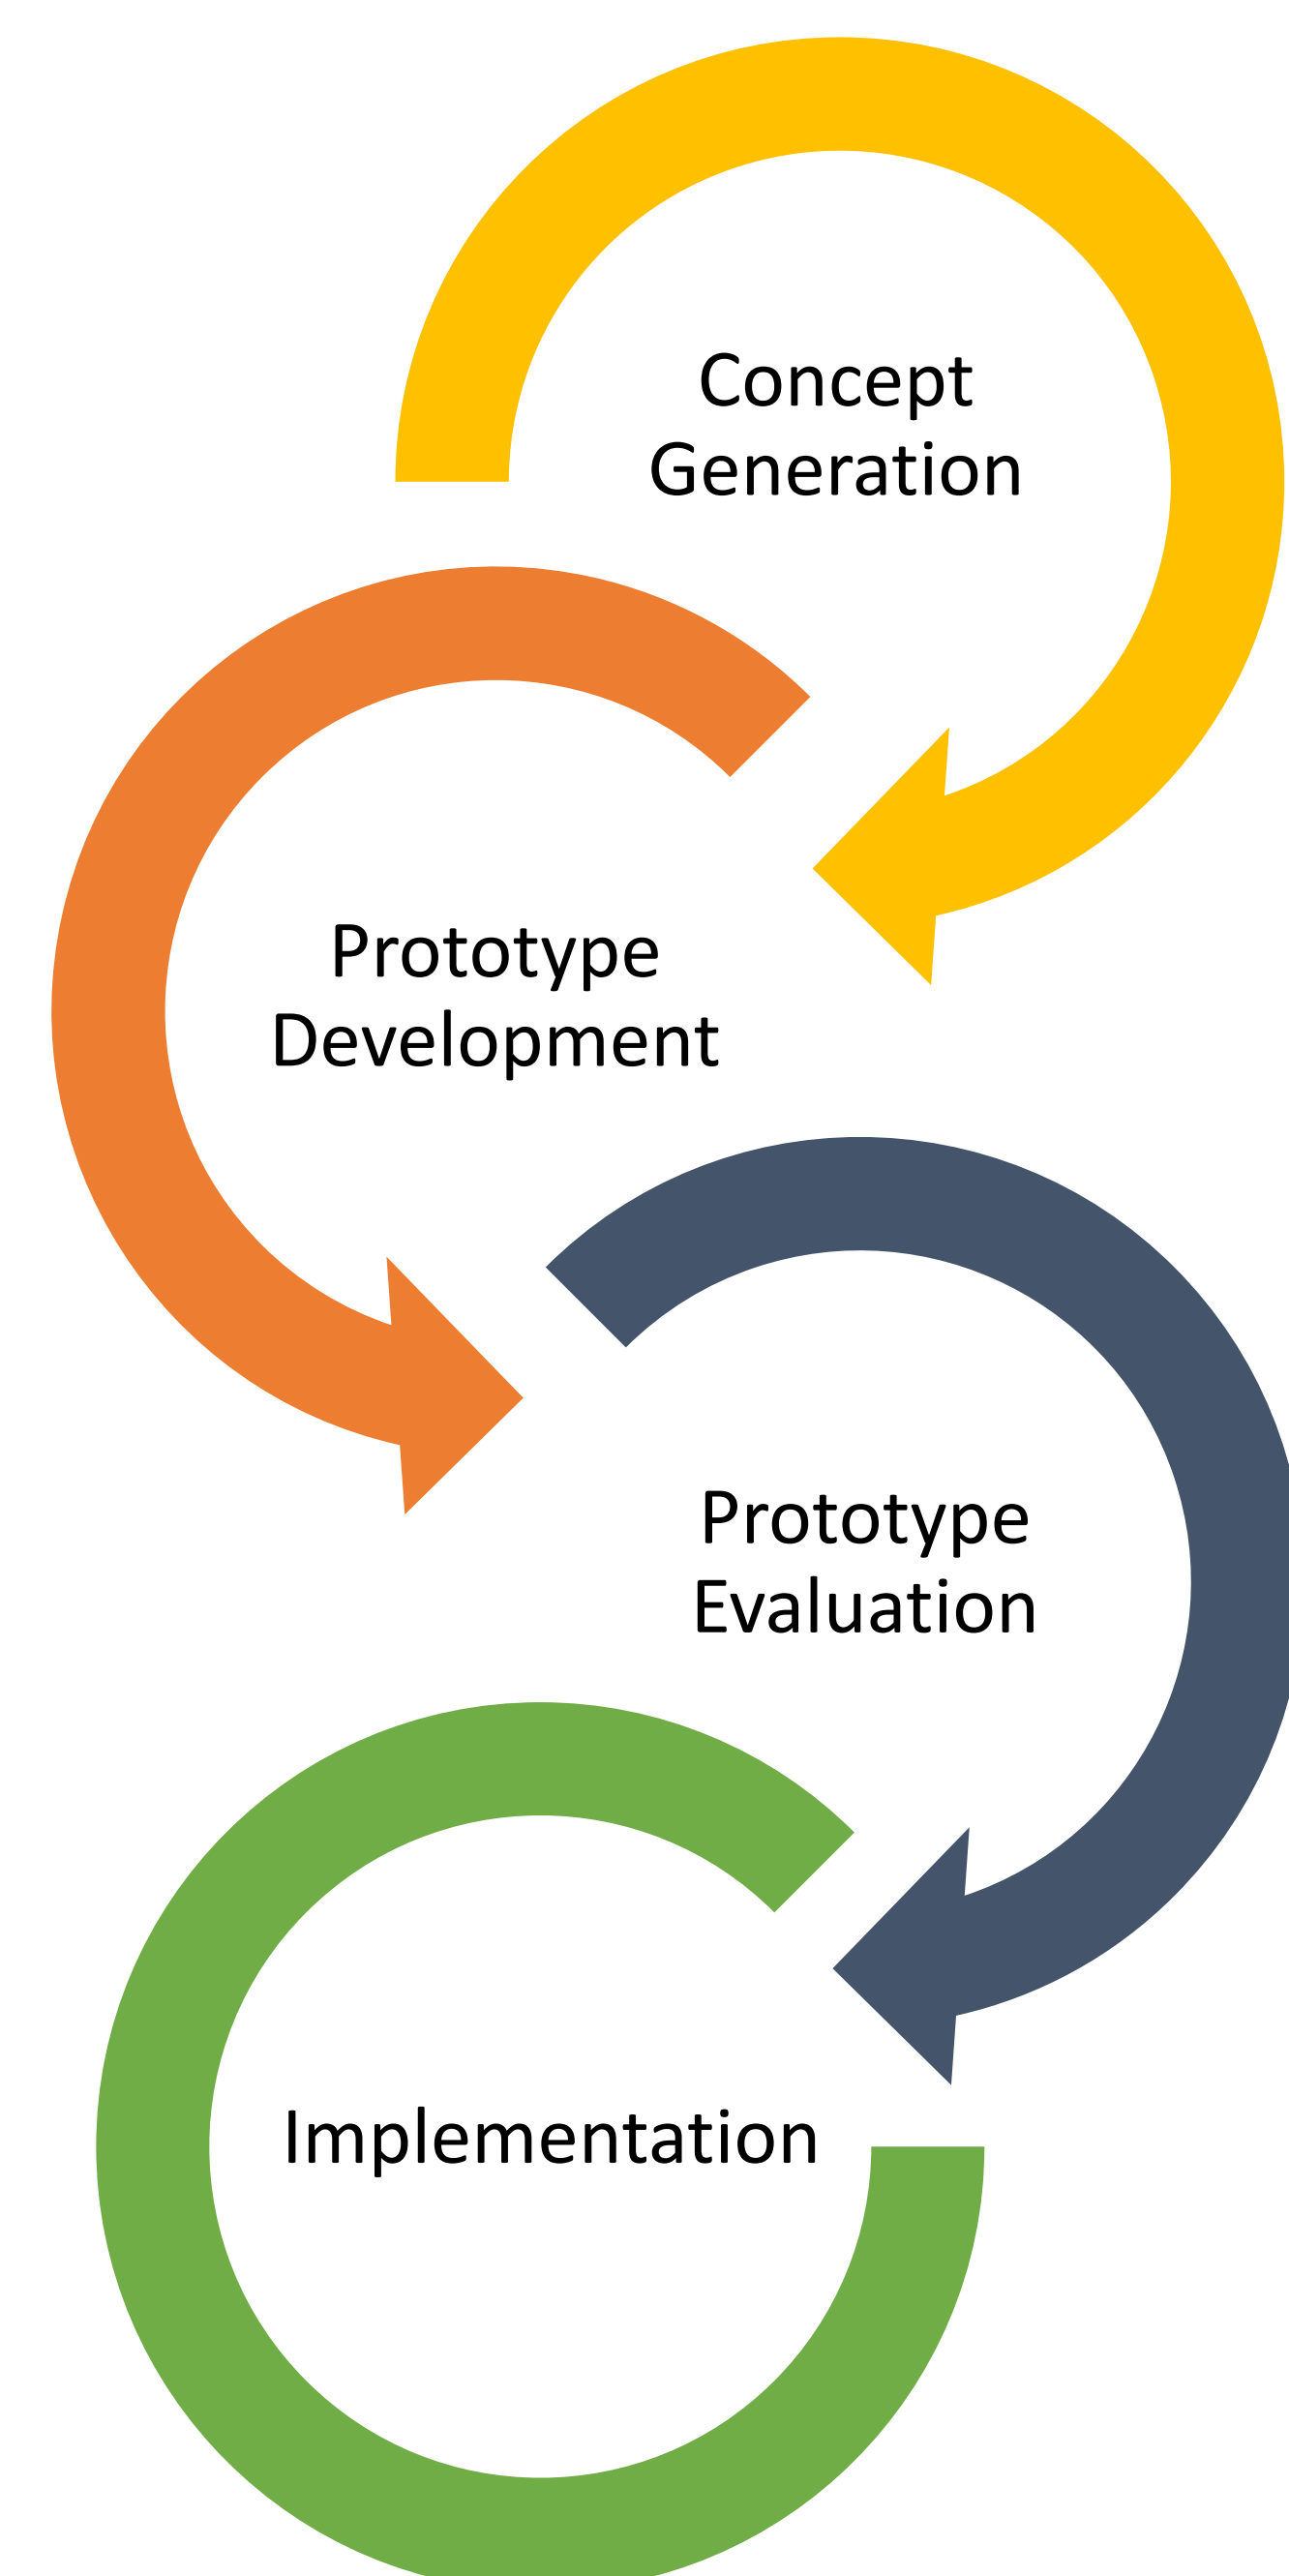 Concept
Generation
Prototype
Development
Prototype
Evaluation
Implementation